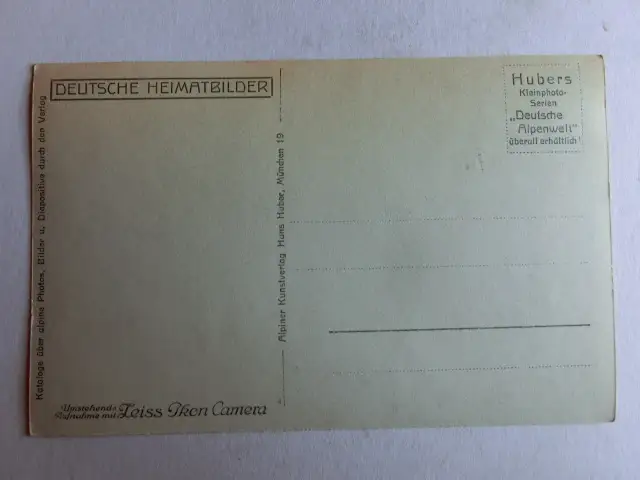 DEUTSCHE HEIMATBILDER
Kataloge über alpine Photos, Bilder u. Diapositive durch den Verlag
Umstehende
Aufnahme mit: Zeiss Ikon Camera
Alpiner Kunstverlag Hans Huber, München 19
Hubers
Kleinphoto-
Serien
„Deutsche
Alpenwelt"
überall erhältlich!